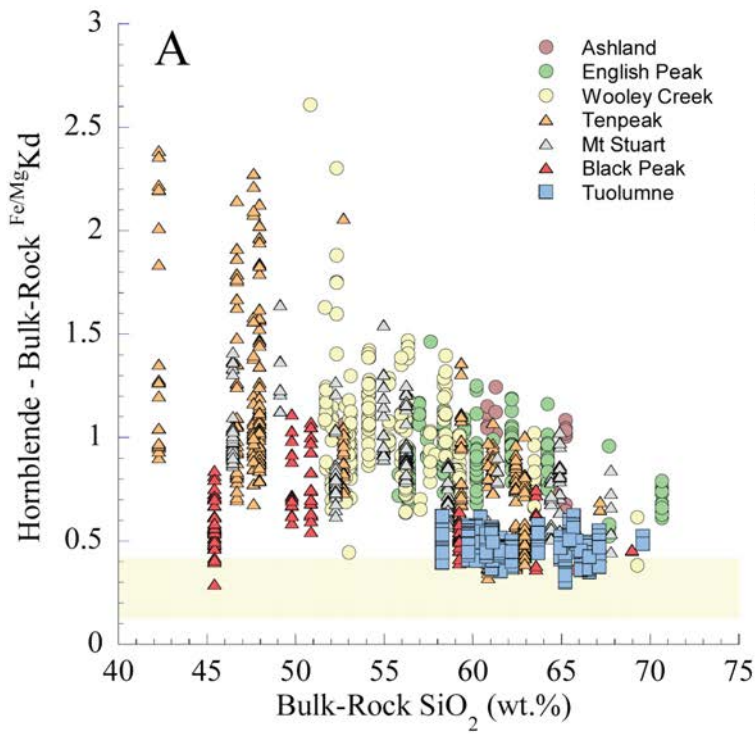 A
3
2.5
2
1.5
1
0.5
0
Hornblende - Bulk-Rock Fe/MgKd
Ashland
English Peak
Wooley Creek
Tenpeak
Mt Stuart
Black Peak
Tuolumne
40 45 50 55 60 65 70 75
Bulk-Rock SiO2 (wt.%)